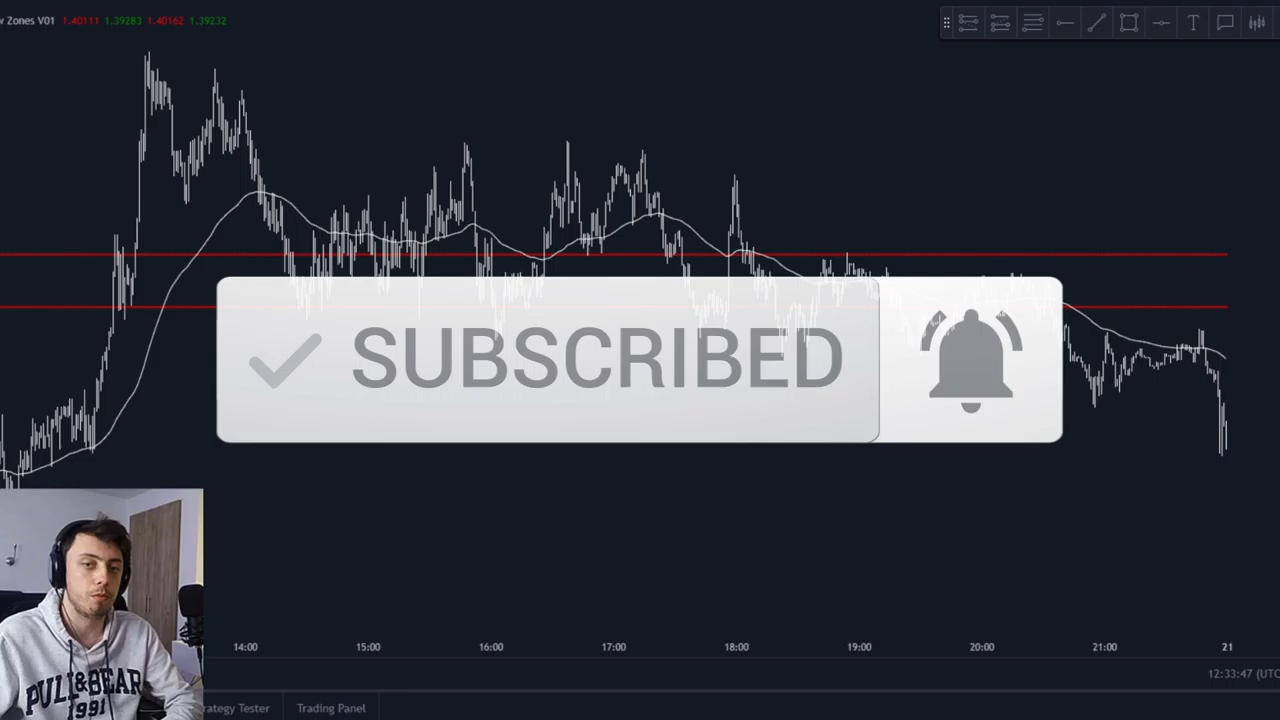 w Zones V01 1.40111 1.39283 1.40162 1.39232
T
SUBSCRIBED
14:00 15:00 16:00 17:00 18:00 19:00 20:00 21:00 21
12:33:47 (UTC
PULL&BEAR
1991
rategy Tester Trading Panel